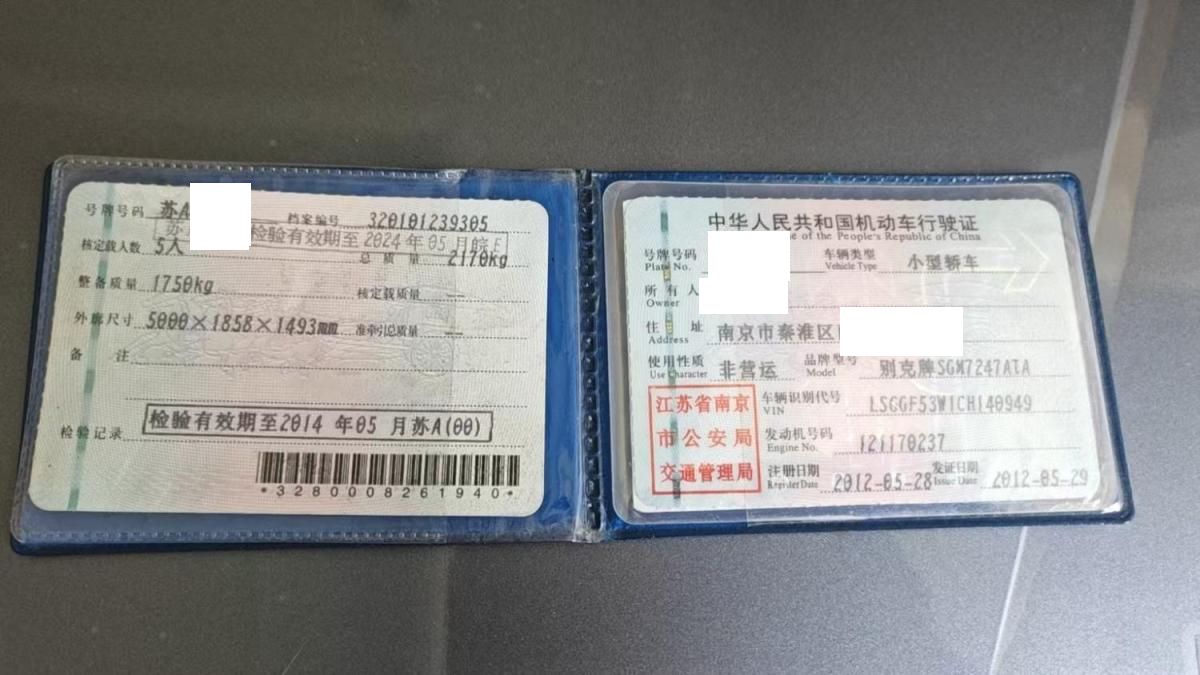 号牌号码 苏A 档案编号 320101239305
检验有效期至2024年05月皖E
核定载人数 5人 总质量 2170kg
整备质量 1750kg 核定载质量 --
外廓尺寸 5000×1858×1493mm 准牵引总质量 --
备注
检验记录 检验有效期至2014年05月苏A(00)
*3280008261940*
中华人民共和国机动车行驶证
of the People's Republic of China
号牌号码 车辆类型 小型轿车
Plate No. Vehicle Type
所有人
Owner
住址 南京市秦淮区
Address
使用性质 非营运 品牌型号 别克牌SGM7247ATA
Use Character Model
江苏省南京
市公安局
交通管理局
车辆识别代号 LSGGF53W1CH140949
VIN
发动机号码 121170237
Engine No.
注册日期 2012-05-28 发证日期 2012-05-29
Register Date Issue Date